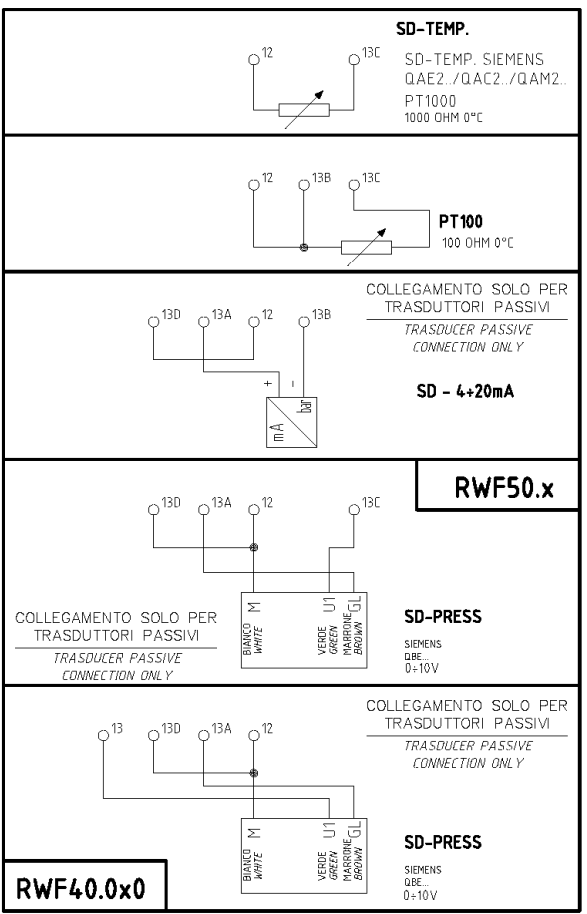 SD-TEMP.
12
13C
SD-TEMP. SIEMENS
QAE2../QAC2../QAM2..
PT1000
1000 OHM 0°C
12
13B
13C
PT100
100 OHM 0°C
COLLEGAMENTO SOLO PER
TRASDUTTORI PASSIVI
TRASDUCER PASSIVE
CONNECTION ONLY
13D
13A
12
13B
+
-
mA
bar
SD - 4÷20mA
RWF50.x
13D
13A
12
13C
M
U1
GL
BIANCO
WHITE
VERDE
GREEN
MARRONE
BROWN
COLLEGAMENTO SOLO PER
TRASDUTTORI PASSIVI
TRASDUCER PASSIVE
CONNECTION ONLY
SD-PRESS
SIEMENS
QBE...
0÷10V
COLLEGAMENTO SOLO PER
TRASDUTTORI PASSIVI
TRASDUCER PASSIVE
CONNECTION ONLY
13
13D
13A
12
M
U1
GL
BIANCO
WHITE
VERDE
GREEN
MARRONE
BROWN
SD-PRESS
SIEMENS
QBE...
0÷10V
RWF40.0x0